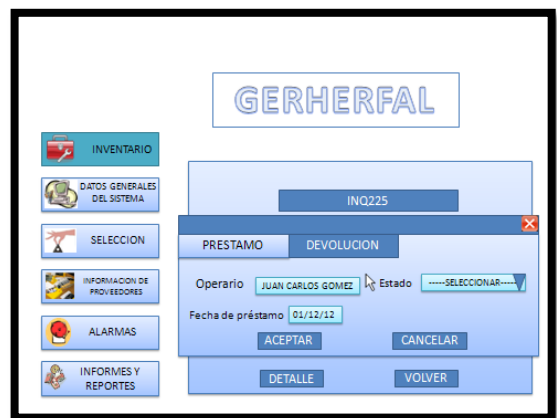 GERHERFAL
INVENTARIO
DATOS GENERALES
DEL SISTEMA
SELECCION
INFORMACION DE
PROVEEDORES
ALARMAS
INFORMES Y
REPORTES
INQ225
PRESTAMO
DEVOLUCION
Operario
JUAN CARLOS GOMEZ
Estado
-----SELECCIONAR-----
Fecha de préstamo
01/12/12
ACEPTAR
CANCELAR
DETALLE
VOLVER